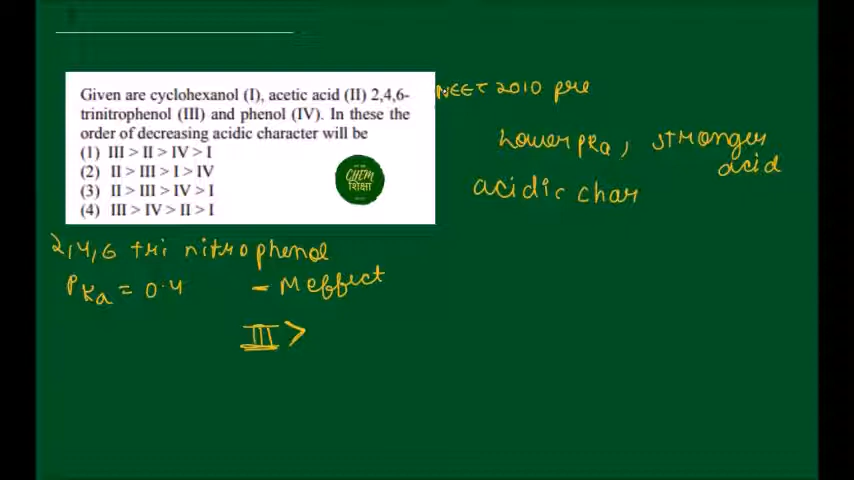 Given are cyclohexanol (I), acetic acid (II) 2,4,6-
trinitrophenol (III) and phenol (IV). In these the
order of decreasing acidic character will be
(1) III > II > IV > I
(2) II > III > I > IV
(3) II > III > IV > I
(4) III > IV > II > I
CHEM
शिक्षा
NEET 2010 pre
Lower pKa, stronger
acid
acidic char
2,4,6 tri nitrophenol
PKa = 0.4 - M effect
III >